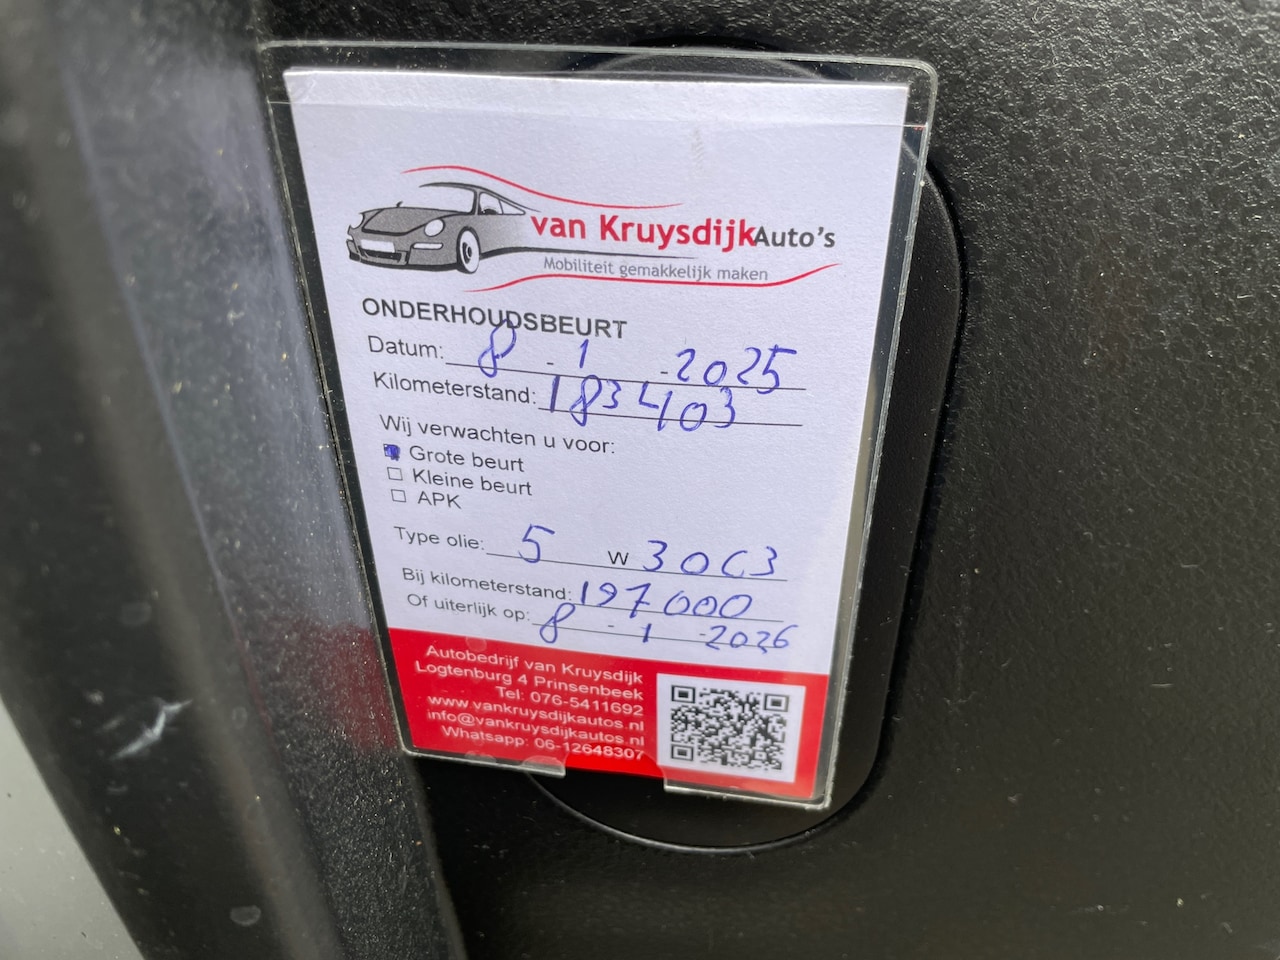 van Kruysdijk Auto's
Mobiliteit gemakkelijk maken
ONDERHOUDSBEURT
Datum: 8 - 1 - 2025
Kilometerstand: 183403
Wij verwachten u voor:
Grote beurt
Kleine beurt
APK
Type olie: 5 W 30 C3
Bij kilometerstand: 197000
Of uiterlijk op: 8 - 1 - 2026
Autobedrijf van Kruysdijk
Logtenburg 4 Prinsenbeek
Tel: 076-5411692
www.vankruysdijkautos.nl
info@vankruysdijkautos.nl
Whatsapp: 06-12648307